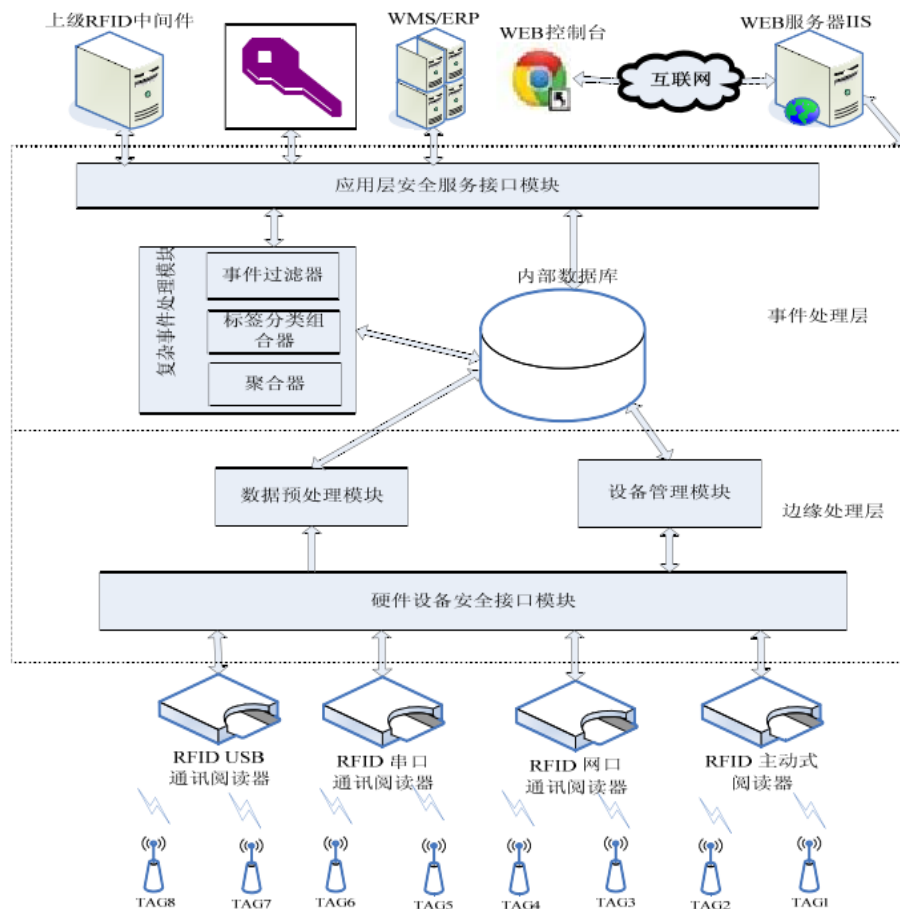 上级RFID中间件
WMS/ERP
WEB控制台
互联网
WEB服务器IIS
应用层安全服务接口模块
复杂事件处理模块
事件过滤器
标签分类组
合器
聚合器
内部数据库
事件处理层
数据预处理模块
设备管理模块
边缘处理层
硬件设备安全接口模块
RFID USB
通讯阅读器
RFID 串口
通讯阅读器
RFID 网口
通讯阅读器
RFID 主动式
阅读器
TAG8
TAG7
TAG6
TAG5
TAG4
TAG3
TAG2
TAG1